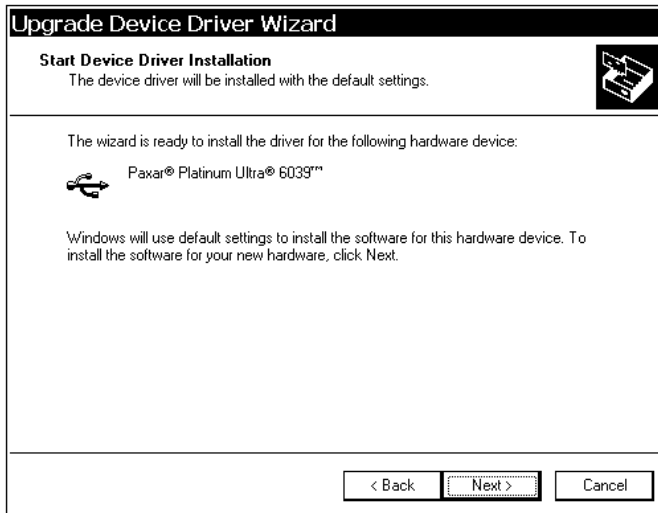 Upgrade Device Driver Wizard
Start Device Driver Installation
The device driver will be installed with the default settings.
The wizard is ready to install the driver for the following hardware device:
Paxar® Platinum Ultra® 6039™
Windows will use default settings to install the software for this hardware device. To
install the software for your new hardware, click Next.
< Back
Next >
Cancel